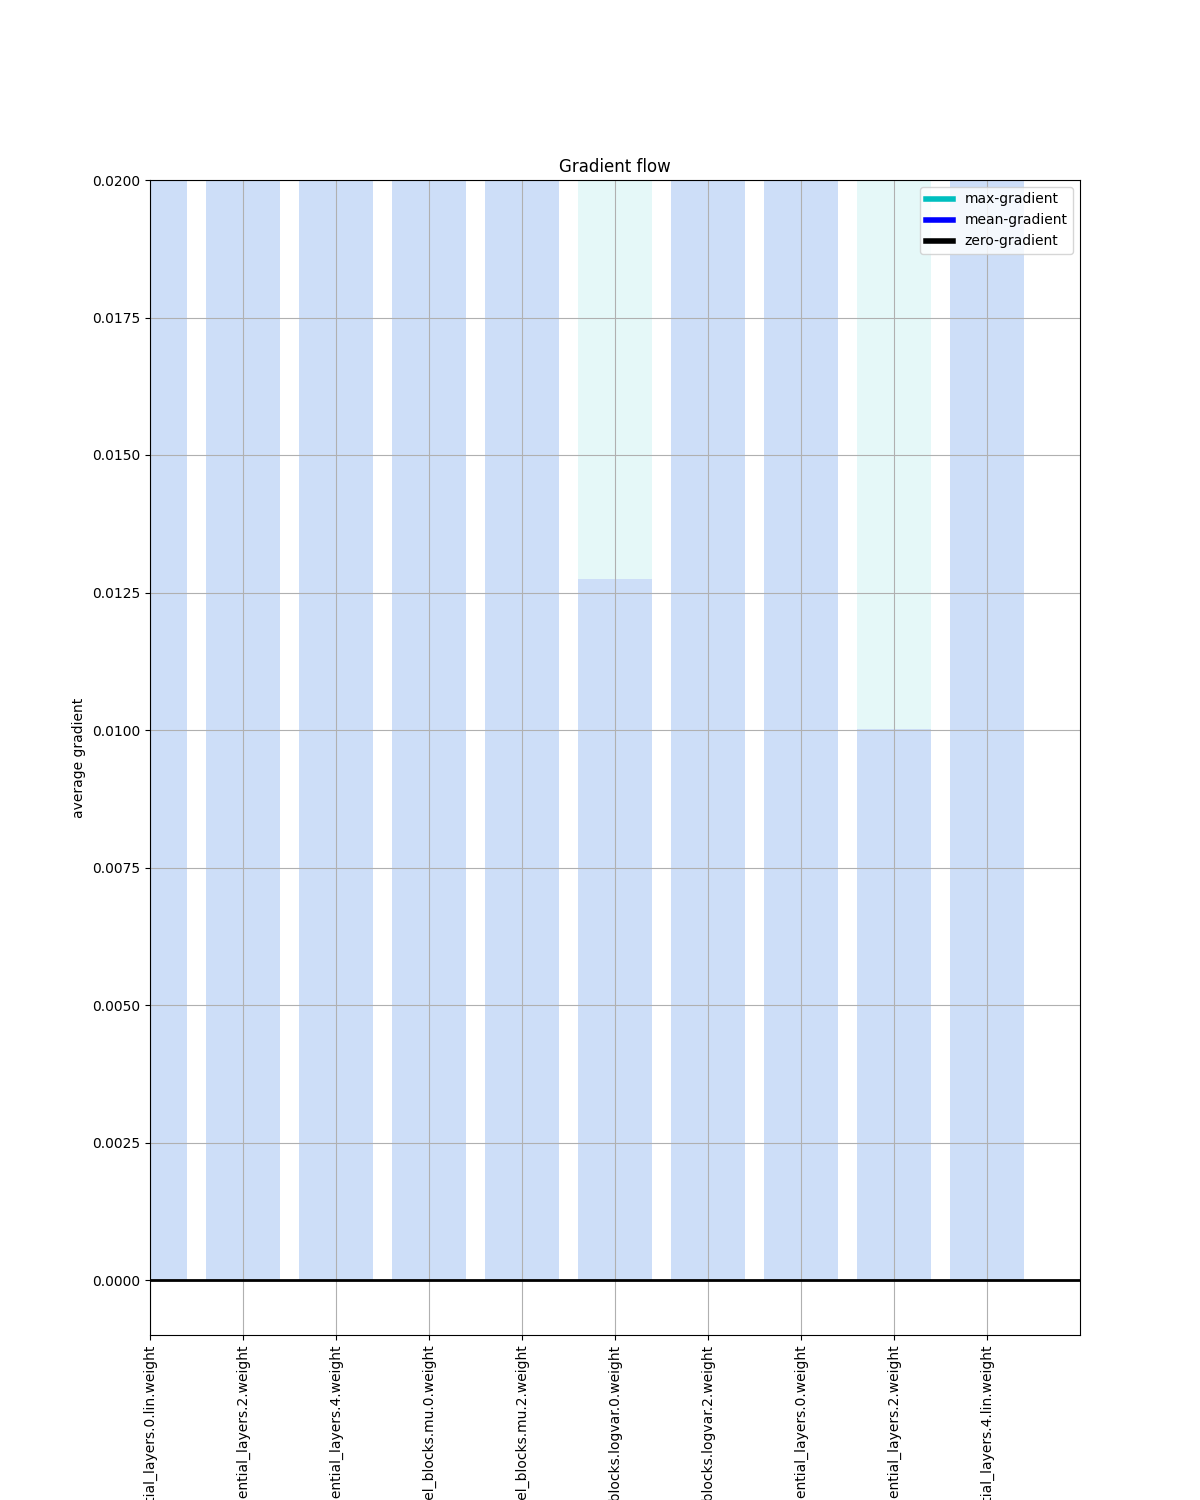 Gradient flow
max-gradient
mean-gradient
zero-gradient
average gradient
0.0200
0.0175
0.0150
0.0125
0.0100
0.0075
0.0050
0.0025
0.0000
tial_layers.0.lin.weight
ential_layers.2.weight
ential_layers.4.weight
el_blocks.mu.0.weight
el_blocks.mu.2.weight
blocks.logvar.0.weight
blocks.logvar.2.weight
ential_layers.0.weight
ential_layers.2.weight
tial_layers.4.lin.weight